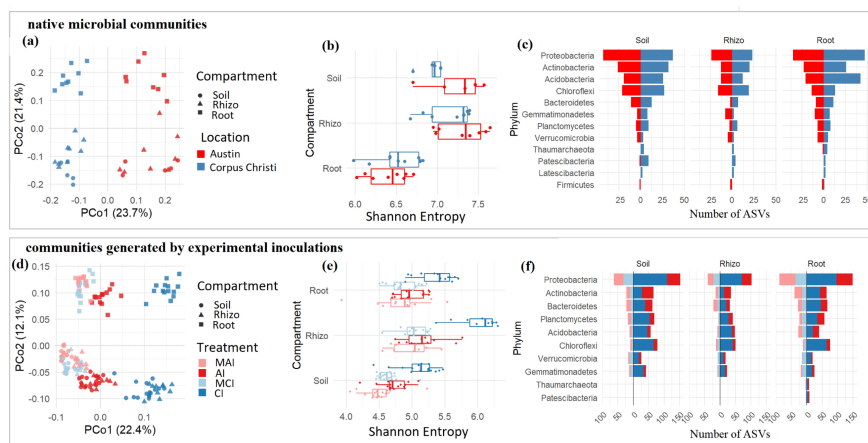 native microbial communities
(a)
PCo2 (21.4%)
0.2
0.1
0.0
-0.1
-0.2
-0.2
-0.1
0.0
0.1
0.2
PCo1 (23.7%)
Compartment
Soil
Rhizo
Root
Location
Austin
Corpus Christi
(b)
Compartment
Soil
Rhizo
Root
6.0
6.5
7.0
7.5
Shannon Entropy
(c)
Soil
Rhizo
Root
Phylum
Proteobacteria
Actinobacteria
Acidobacteria
Chloroflexi
Bacteroidetes
Gemmatimonadetes
Planctomycetes
Verrucomicrobia
Thaumarchaeota
Patescibacteria
Latescibacteria
Firmicutes
25 0 25 50
25 0 25 50
25 0 25 50
Number of ASVs
communities generated by experimental inoculations
(d)
PCo2 (12.1%)
0.15
0.10
0.05
0.00
-0.05
-0.10
0.0
0.1
PCo1 (22.4%)
Compartment
Soil
Rhizo
Root
Treatment
MAI
AI
MCI
CI
(e)
Compartment
Root
Rhizo
Soil
4.0
5.0
6.0
Shannon Entropy
(f)
Soil
Rhizo
Root
Phylum
Proteobacteria
Actinobacteria
Bacteroidetes
Planctomycetes
Acidobacteria
Chloroflexi
Verrucomicrobia
Gemmatimonadetes
Thaumarchaeota
Patescibacteria
100 50 0 50 100 150
100 50 0 50 100 150
100 50 0 50 100 150
Number of ASVs